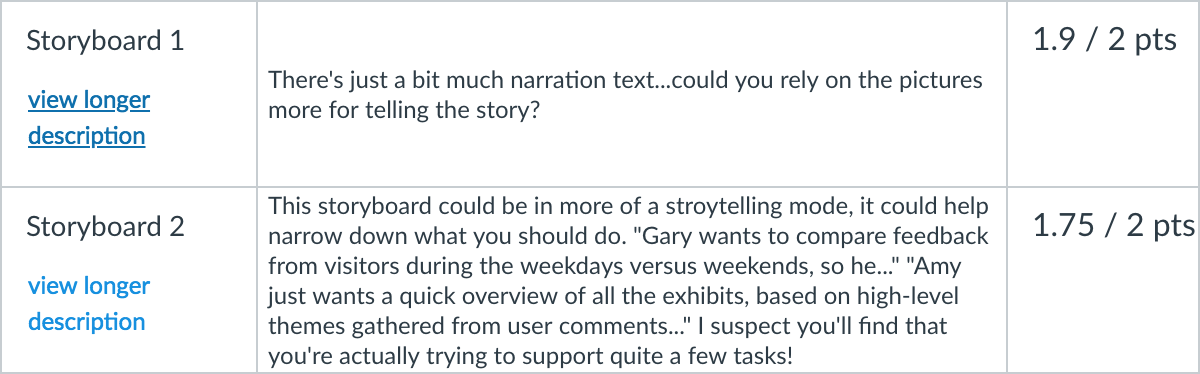 Storyboard 1
view longer
description
There's just a bit much narration text...could you rely on the pictures
more for telling the story?
1.9 / 2 pts
Storyboard 2
view longer
description
This storyboard could be in more of a stroytelling mode, it could help
narrow down what you should do. "Gary wants to compare feedback
from visitors during the weekdays versus weekends, so he..." "Amy
just wants a quick overview of all the exhibits, based on high-level
themes gathered from user comments..." I suspect you'll find that
you're actually trying to support quite a few tasks!
1.75 / 2 pts